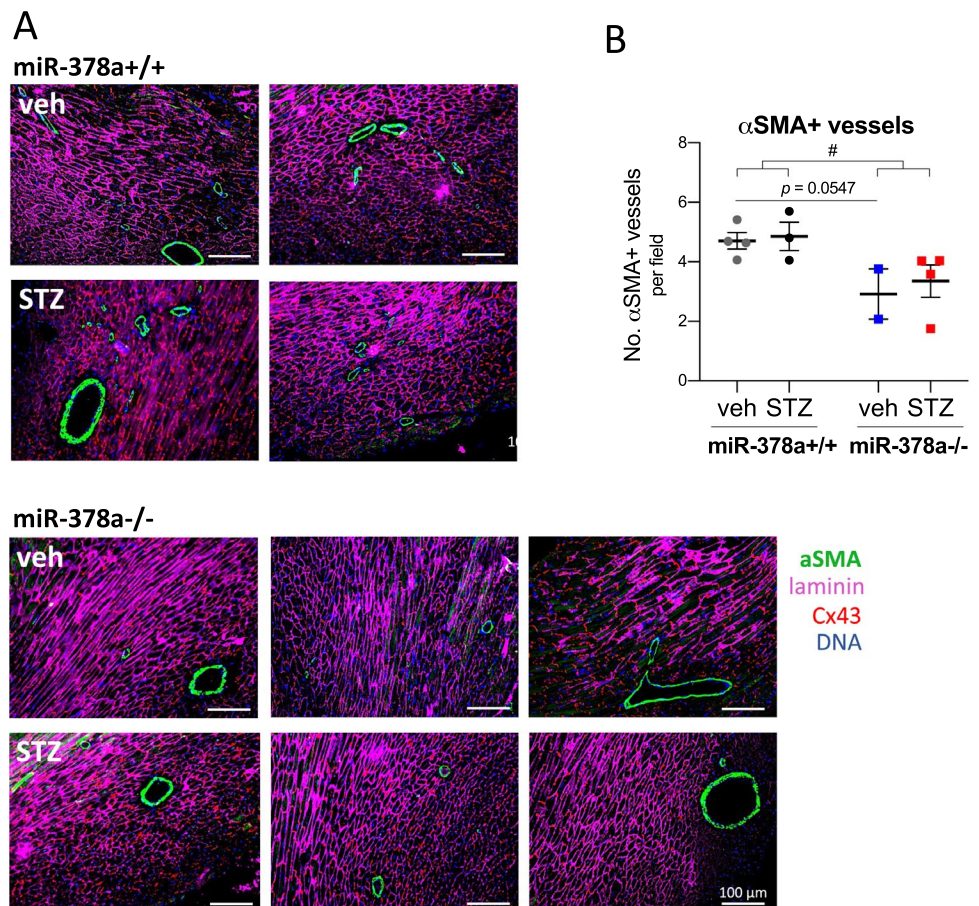 A
miR-378a+/+
veh
STZ
1
miR-378a-/-
veh
STZ
100 µm
aSMA
laminin
Cx43
DNA
B
αSMA+ vessels
#
p = 0.0547
No. αSMA+ vessels
per field
8
6
4
2
0
veh STZ veh STZ
miR-378a+/+ miR-378a-/-